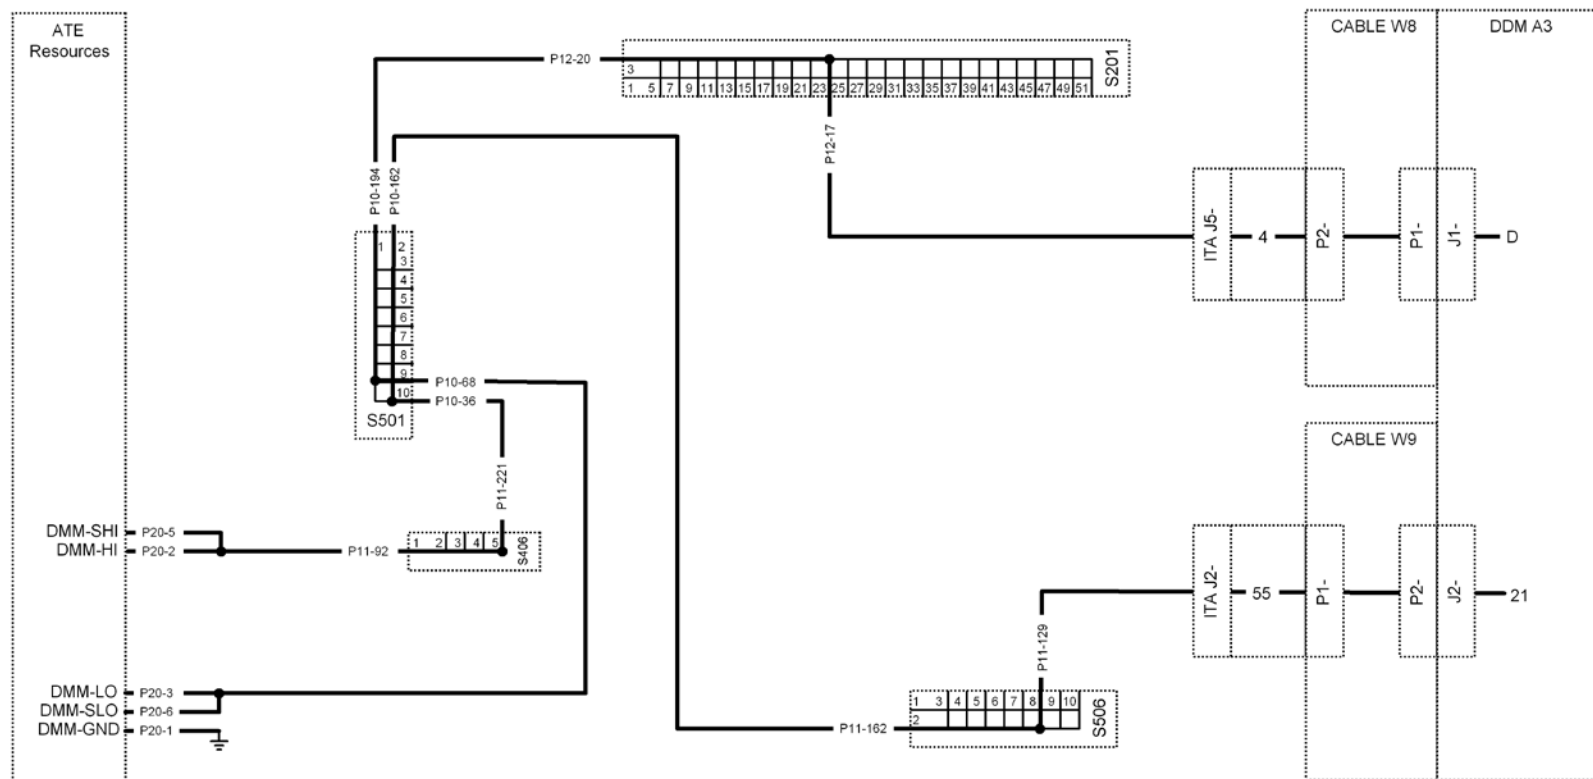 ATE
Resources
CABLE W8
DDM A3
P12-20
3
1 5 7 9 11 13 15 17 19 21 23 25 27 29 31 33 35 37 39 41 43 45 47 49 51
S201
P12-17
P10-194
P10-162
ITA J5-
4
P2-
P1-
J1-
D
1 2
3
4
5
6
7
8
9
10
P10-68
P10-36
S501
CABLE W9
P11-221
DMM-SHI
P20-5
DMM-HI
P20-2
P11-92
1 2 3 4 5
S406
ITA J2-
55
P1-
P2-
J2-
21
P11-129
DMM-LO
P20-3
DMM-SLO
P20-6
DMM-GND
P20-1
P11-162
1 3 4 5 6 7 8 9 10
2
S506